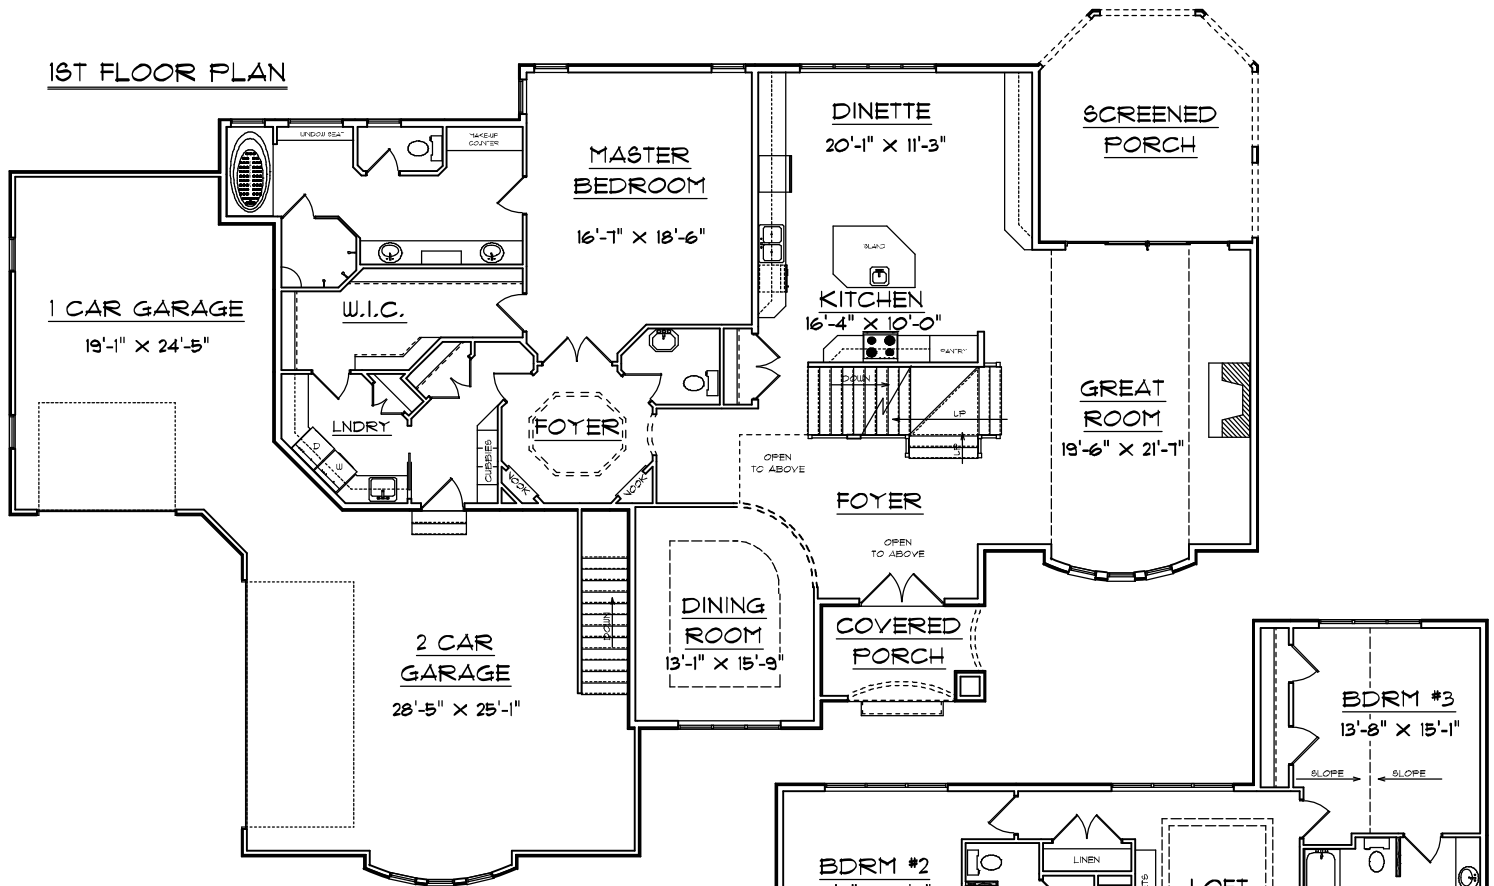 1ST FLOOR PLAN
WINDOW SEAT
MAKE-UP
COUNTER
MASTER
BEDROOM
16'-7" X 18'-6"
DINETTE
20'-1" X 11'-3"
SCREENED
PORCH
ISLAND
KITCHEN
16'-4" X 10'-0"
PANTRY
1 CAR GARAGE
19'-1" X 24'-5"
W.I.C.
LNDRY
D
W
CUBBIES
FOYER
NOOK
NOOK
DOWN
UP
UP
GREAT
ROOM
19'-6" X 21'-7"
OPEN
TO ABOVE
FOYER
OPEN
TO ABOVE
DOWN
DINING
ROOM
13'-1" X 15'-9"
COVERED
PORCH
2 CAR
GARAGE
28'-5" X 25'-1"
BDRM #3
13'-8" X 15'-1"
SLOPE
SLOPE
BDRM #2
LINEN
LOFT